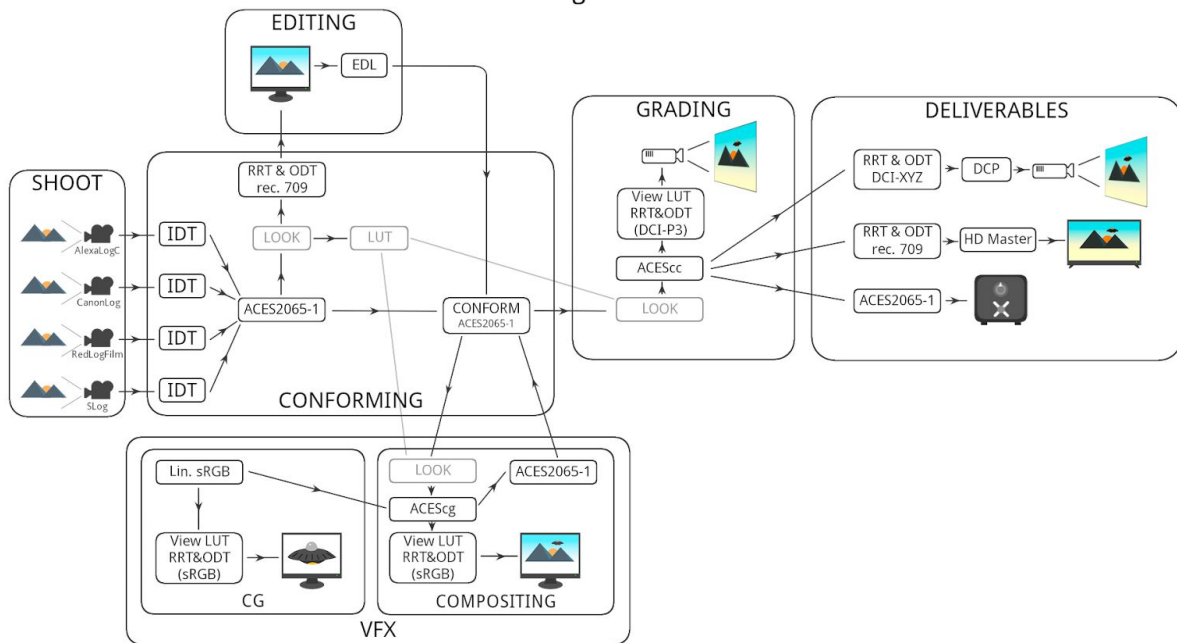 g
EDITING
EDL
SHOOT
AlexaLogC
CanonLog
RedLogFilm
SLog
RRT & ODT
rec. 709
LOOK
LUT
IDT
IDT
IDT
IDT
ACES2065-1
CONFORM
ACES2065-1
CONFORMING
GRADING
View LUT
RRT&ODT
(DCI-P3)
ACEScc
LOOK
DELIVERABLES
RRT & ODT
DCI-XYZ
DCP
RRT & ODT
rec. 709
HD Master
ACES2065-1
Lin. sRGB
View LUT
RRT&ODT
(sRGB)
CG
LOOK
ACES2065-1
ACEScg
View LUT
RRT&ODT
(sRGB)
COMPOSITING
VFX